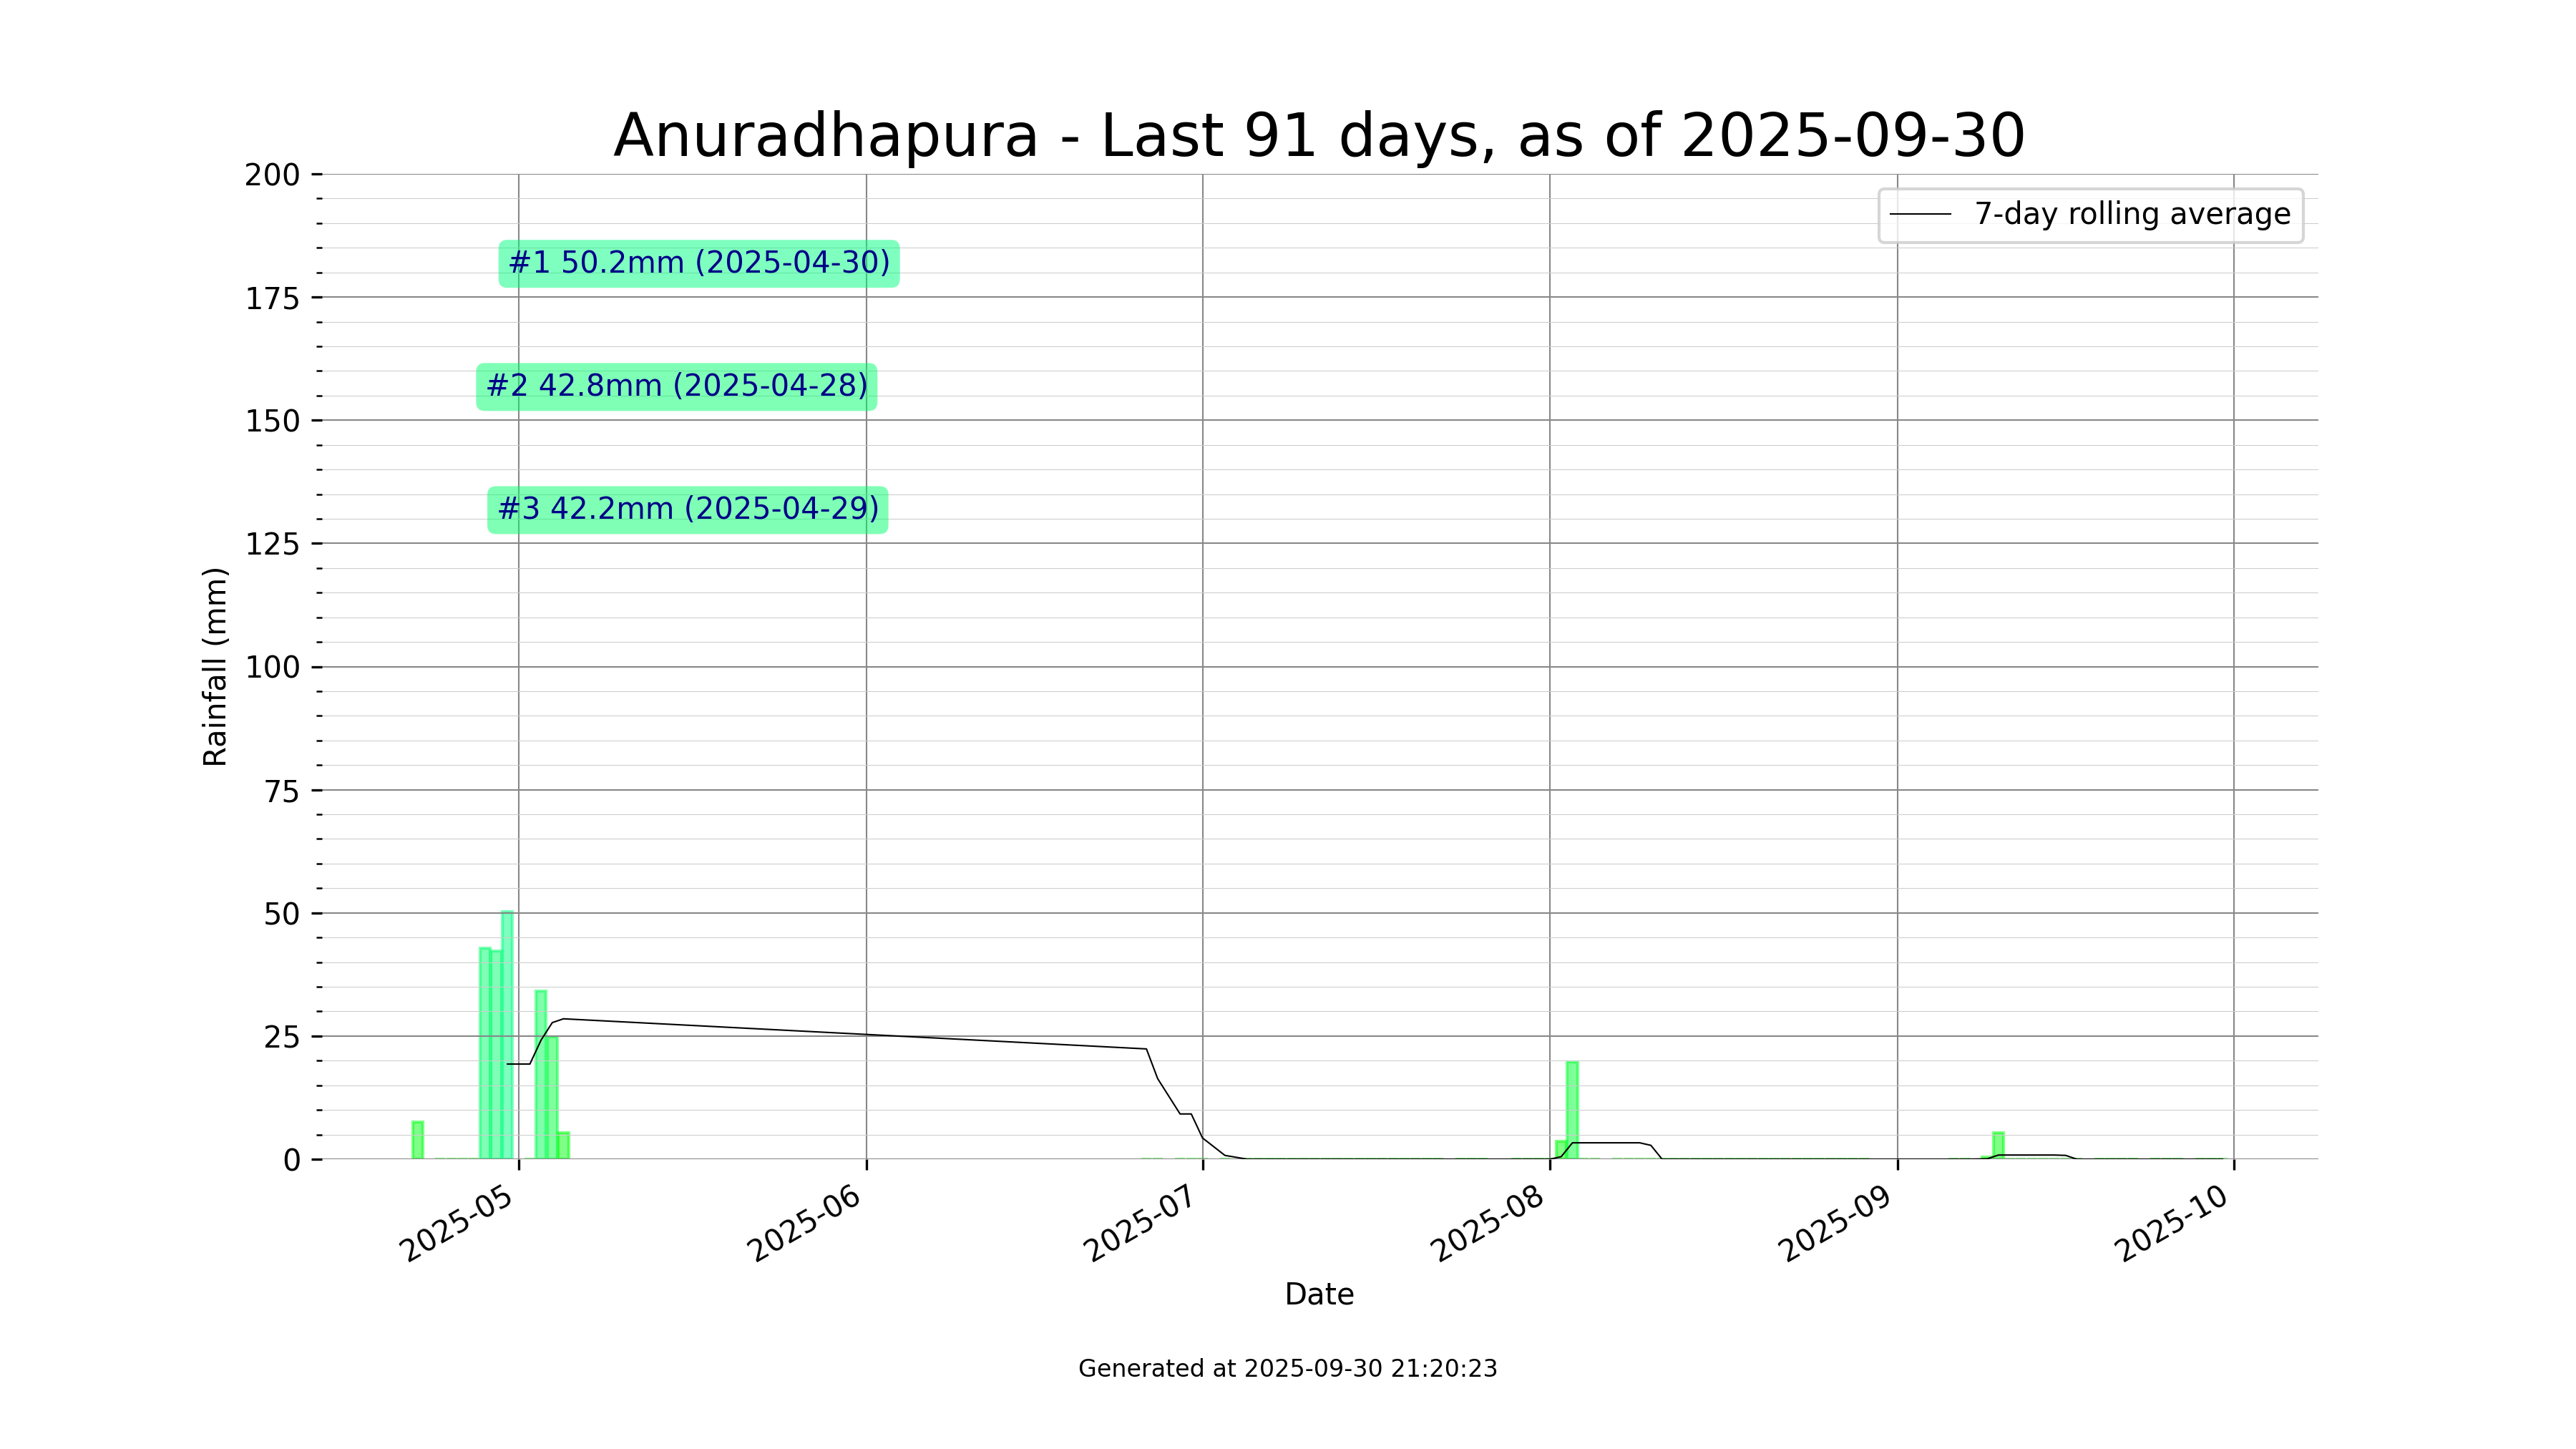 Anuradhapura - Last 91 days, as of 2025-09-30
200
175
150
125
100
75
50
25
0
Rainfall (mm)
7-day rolling average
#1 50.2mm (2025-04-30)
#2 42.8mm (2025-04-28)
#3 42.2mm (2025-04-29)
2025-05
2025-06
2025-07
2025-08
2025-09
2025-10
Date
Generated at 2025-09-30 21:20:23